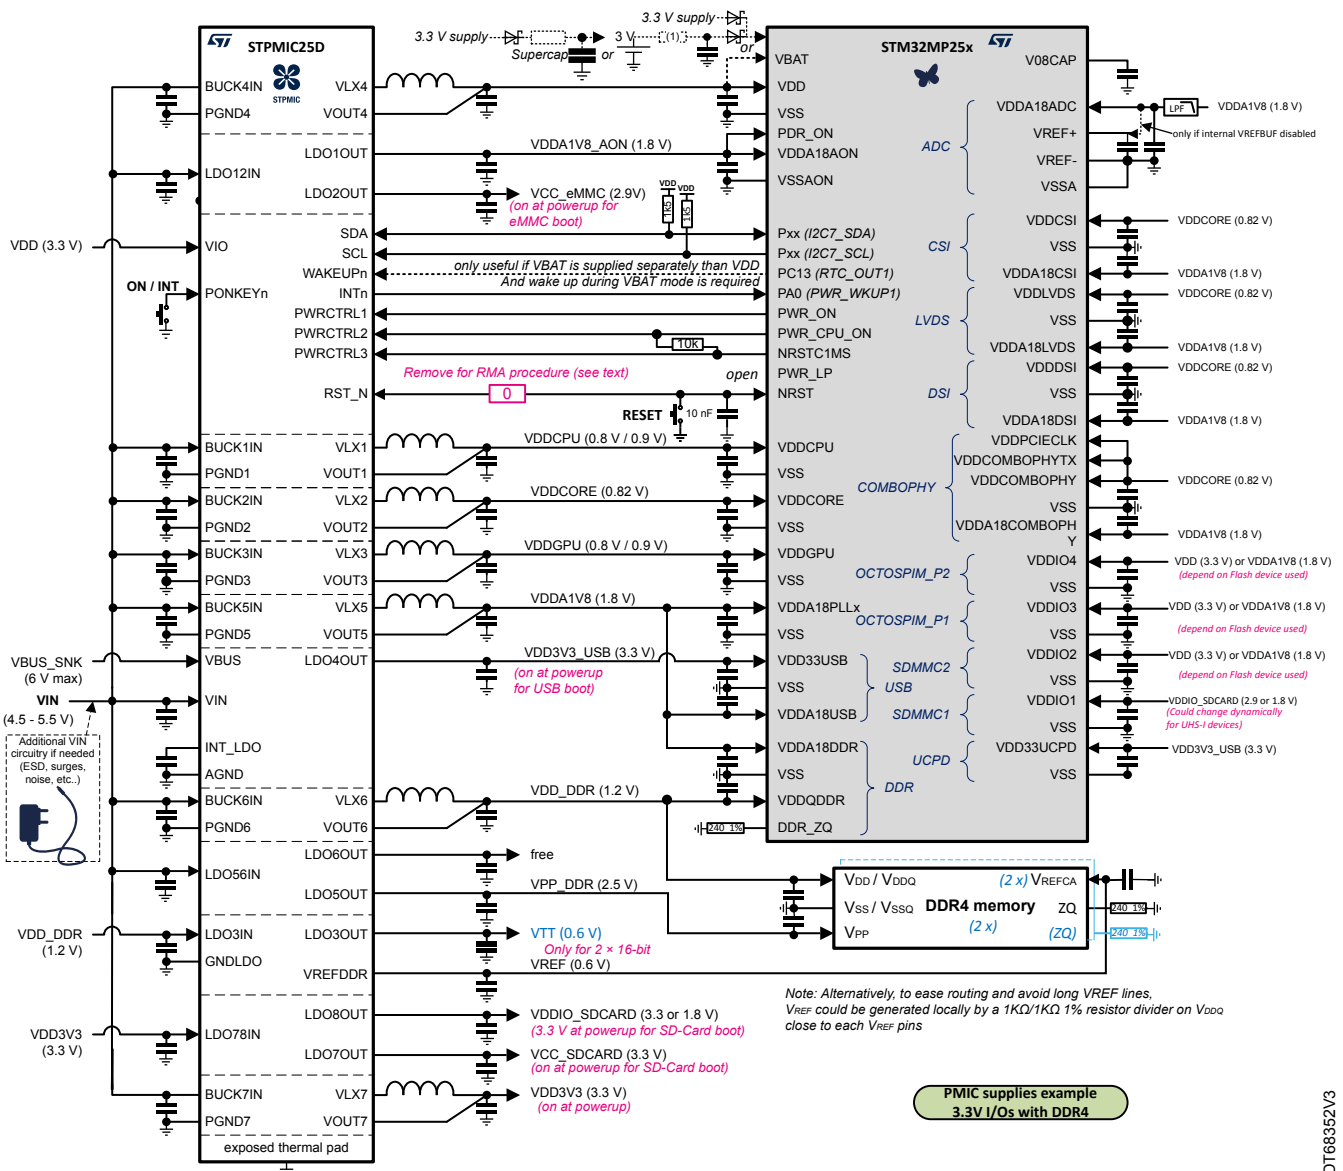 3.3 V supply
3.3 V supply
Supercap
or
3 V
(1)
or
STPMIC25D
STPMIC
BUCK4IN
VLX4
PGND4
VOUT4
LDO1OUT
VDDA1V8_AON (1.8 V)
LDO12IN
LDO2OUT
VCC_eMMC (2.9V)
(on at powerup for
eMMC boot)
VDD
VDD
1k5
1k5
VDD (3.3 V)
VIO
SDA
SCL
WAKEUPn
only useful if VBAT is supplied separately than VDD
And wake up during VBAT mode is required
ON / INT
PONKEYn
INTn
PWRCTRL1
PWRCTRL2
10k
PWRCTRL3
Remove for RMA procedure (see text)
open
RST_N
0
RESET
10 nF
BUCK1IN
VLX1
VDDCPU (0.8 V / 0.9 V)
PGND1
VOUT1
BUCK2IN
VLX2
VDDCORE (0.82 V)
PGND2
VOUT2
BUCK3IN
VLX3
VDDGPU (0.8 V / 0.9 V)
PGND3
VOUT3
BUCK5IN
VLX5
VDDA1V8 (1.8 V)
PGND5
VOUT5
VBUS_SNK
(6 V max)
VBUS
LDO4OUT
VDD3V3_USB (3.3 V)
(on at powerup
for USB boot)
VIN
(4.5 - 5.5 V)
VIN
Additional VIN
circuitry if needed
(ESD, surges,
noise, etc..)
INT_LDO
AGND
BUCK6IN
VLX6
VDD_DDR (1.2 V)
PGND6
VOUT6
LDO6OUT
free
LDO56IN
LDO5OUT
VPP_DDR (2.5 V)
VDD_DDR
(1.2 V)
LDO3IN
LDO3OUT
VTT (0.6 V)
Only for 2 × 16-bit
GNDLDO
VREFDDR
VREF (0.6 V)
LDO8OUT
VDDIO_SDCARD (3.3 or 1.8 V)
(3.3 V at powerup for SD-Card boot)
VDD3V3
(3.3 V)
LDO78IN
LDO7OUT
VCC_SDCARD (3.3 V)
(on at powerup for SD-Card boot)
BUCK7IN
VLX7
VDD3V3 (3.3 V)
(on at powerup)
PGND7
VOUT7
exposed thermal pad
STM32MP25x
VBAT
VDD
VSS
PDR_ON
VDDA18AON
VSSAON
Pxx (I2C7_SDA)
Pxx (I2C7_SCL)
PC13 (RTC_OUT1)
PA0 (PWR_WKUP1)
PWR_ON
PWR_CPU_ON
NRSTC1MS
PWR_LP
NRST
VDDCPU
VSS
VDDCORE
VSS
VDDGPU
VSS
VDDA18PLLx
VSS
VDD33USB
VSS
VDDA18USB
USB
VDDA18DDR
VSS
VDDQDDR
DDR_ZQ
DDR
240 1%
V08CAP
VDDA18ADC
LPF
VDDA1V8 (1.8 V)
VREF+
only if internal VREFBUF disabled
ADC
VREF-
VSSA
VDDCSI
VDDCORE (0.82 V)
CSI
VSS
VDDA18CSI
VDDA1V8 (1.8 V)
VDDLVDS
VDDCORE (0.82 V)
LVDS
VSS
VDDA18LVDS
VDDA1V8 (1.8 V)
VDDDSI
VDDCORE (0.82 V)
DSI
VSS
VDDA18DSI
VDDA1V8 (1.8 V)
VDDPCIECLK
VDDCOMBOPHYTX
VDDCOMBOPHY
VDDCORE (0.82 V)
COMBOPHY
VSS
VDDA18COMBOPH
Y
VDDA1V8 (1.8 V)
VDDIO4
VDD (3.3 V) or VDDA1V8 (1.8 V)
(depend on Flash device used)
OCTOSPIM_P2
VSS
VDDIO3
VDD (3.3 V) or VDDA1V8 (1.8 V)
OCTOSPIM_P1
(depend on Flash device used)
VSS
VDDIO2
VDD (3.3 V) or VDDA1V8 (1.8 V)
SDMMC2
(depend on Flash device used)
VSS
VDDIO1
VDDIO_SDCARD (2.9 or 1.8 V)
(Could change dynamically
for UHS-I devices)
SDMMC1
VSS
VDD33UCPD
VDD3V3_USB (3.3 V)
UCPD
VSS
VDD / VDDQ
(2 x) VREFCA
VSS / VSSQ
DDR4 memory
ZQ
240 1%
(2 x)
VPP
(ZQ)
240 1%
Note: Alternatively, to ease routing and avoid long VREF lines,
VREF could be generated locally by a 1KΩ/1KΩ 1% resistor divider on VDDQ
close to each VREF pins
PMIC supplies example
3.3V I/Os with DDR4
DT68352V3